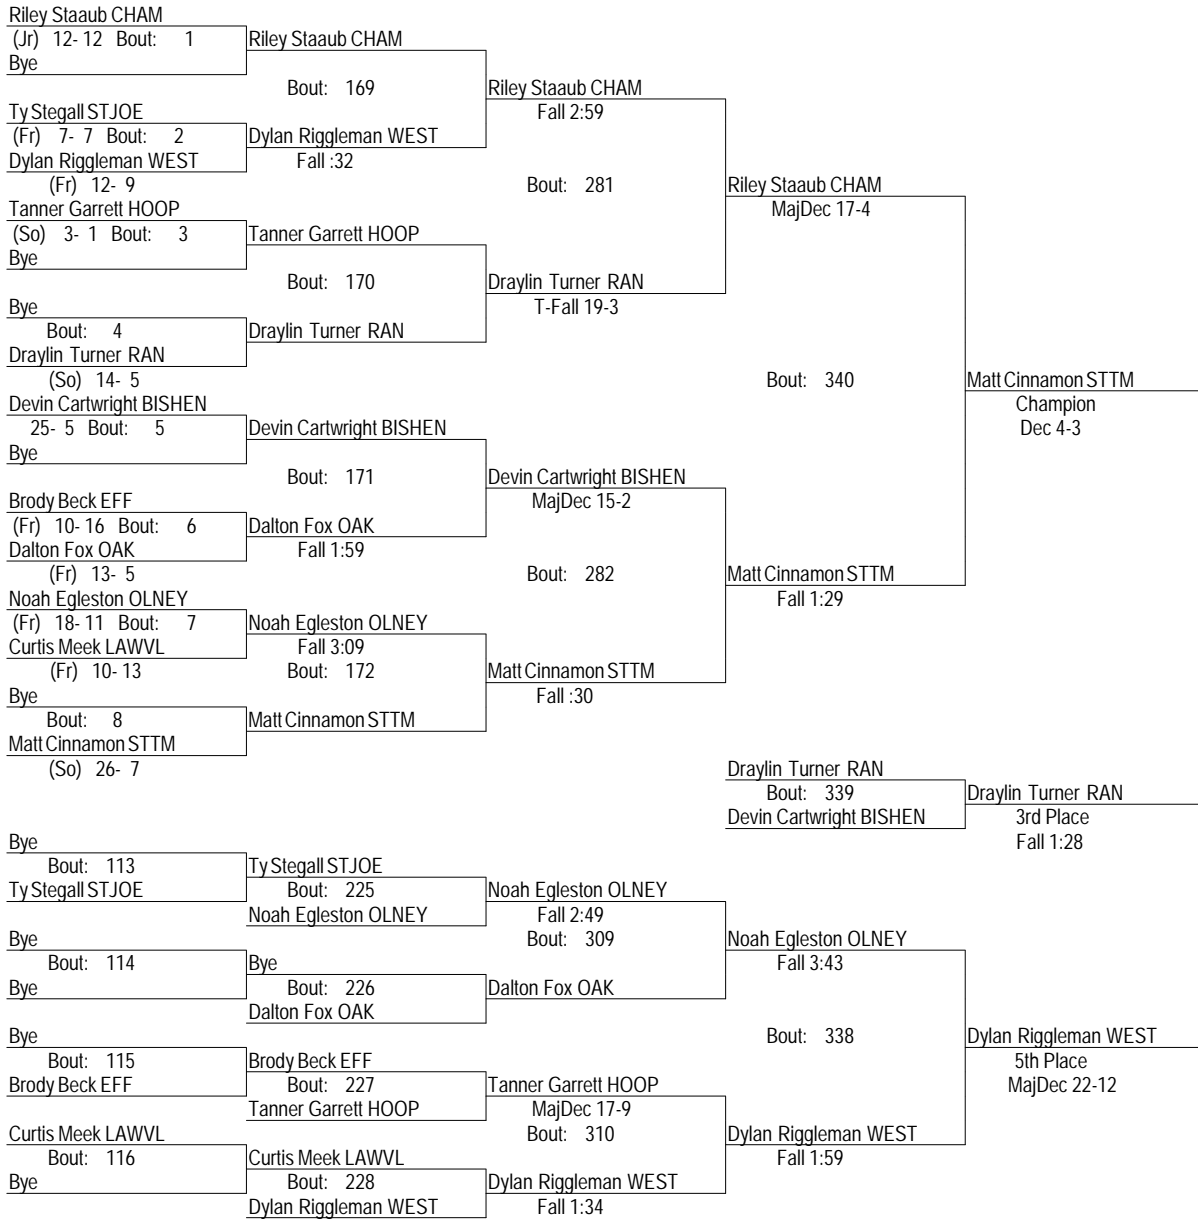 Riley Staaub CHAM
(Jr) 12- 12 Bout: 1
Bye
Riley Staaub CHAM
Bout: 169
Ty Stegall STJOE
(Fr) 7- 7 Bout: 2
Dylan Riggleman WEST
(Fr) 12- 9
Dylan Riggleman WEST
Fall :32
Riley Staaub CHAM
Fall 2:59
Bout: 281
Tanner Garrett HOOP
(So) 3- 1 Bout: 3
Bye
Tanner Garrett HOOP
Bout: 170
Bye
Bout: 4
Draylin Turner RAN
(So) 14- 5
Draylin Turner RAN
Draylin Turner RAN
T-Fall 19-3
Riley Staaub CHAM
MajDec 17-4
Bout: 340
Devin Cartwright BISHEN
25- 5 Bout: 5
Bye
Devin Cartwright BISHEN
Bout: 171
Brody Beck EFF
(Fr) 10- 16 Bout: 6
Dalton Fox OAK
(Fr) 13- 5
Dalton Fox OAK
Fall 1:59
Devin Cartwright BISHEN
MajDec 15-2
Bout: 282
Noah Egleston OLNEY
(Fr) 18- 11 Bout: 7
Curtis Meek LAWVL
(Fr) 10- 13
Noah Egleston OLNEY
Fall 3:09
Bout: 172
Bye
Bout: 8
Matt Cinnamon STTM
(So) 26- 7
Matt Cinnamon STTM
Matt Cinnamon STTM
Fall :30
Matt Cinnamon STTM
Fall 1:29
Matt Cinnamon STTM
Champion
Dec 4-3
Draylin Turner RAN
Bout: 339
Devin Cartwright BISHEN
Draylin Turner RAN
3rd Place
Fall 1:28
Bye
Bout: 113
Ty Stegall STJOE
Ty Stegall STJOE
Bout: 225
Noah Egleston OLNEY
Noah Egleston OLNEY
Fall 2:49
Bout: 309
Bye
Bout: 114
Bye
Bye
Bout: 226
Dalton Fox OAK
Dalton Fox OAK
Noah Egleston OLNEY
Fall 3:43
Bout: 338
Bye
Bout: 115
Brody Beck EFF
Brody Beck EFF
Bout: 227
Tanner Garrett HOOP
Tanner Garrett HOOP
MajDec 17-9
Bout: 310
Curtis Meek LAWVL
Bout: 116
Bye
Curtis Meek LAWVL
Bout: 228
Dylan Riggleman WEST
Dylan Riggleman WEST
Fall 1:34
Dylan Riggleman WEST
Fall 1:59
Dylan Riggleman WEST
5th Place
MajDec 22-12